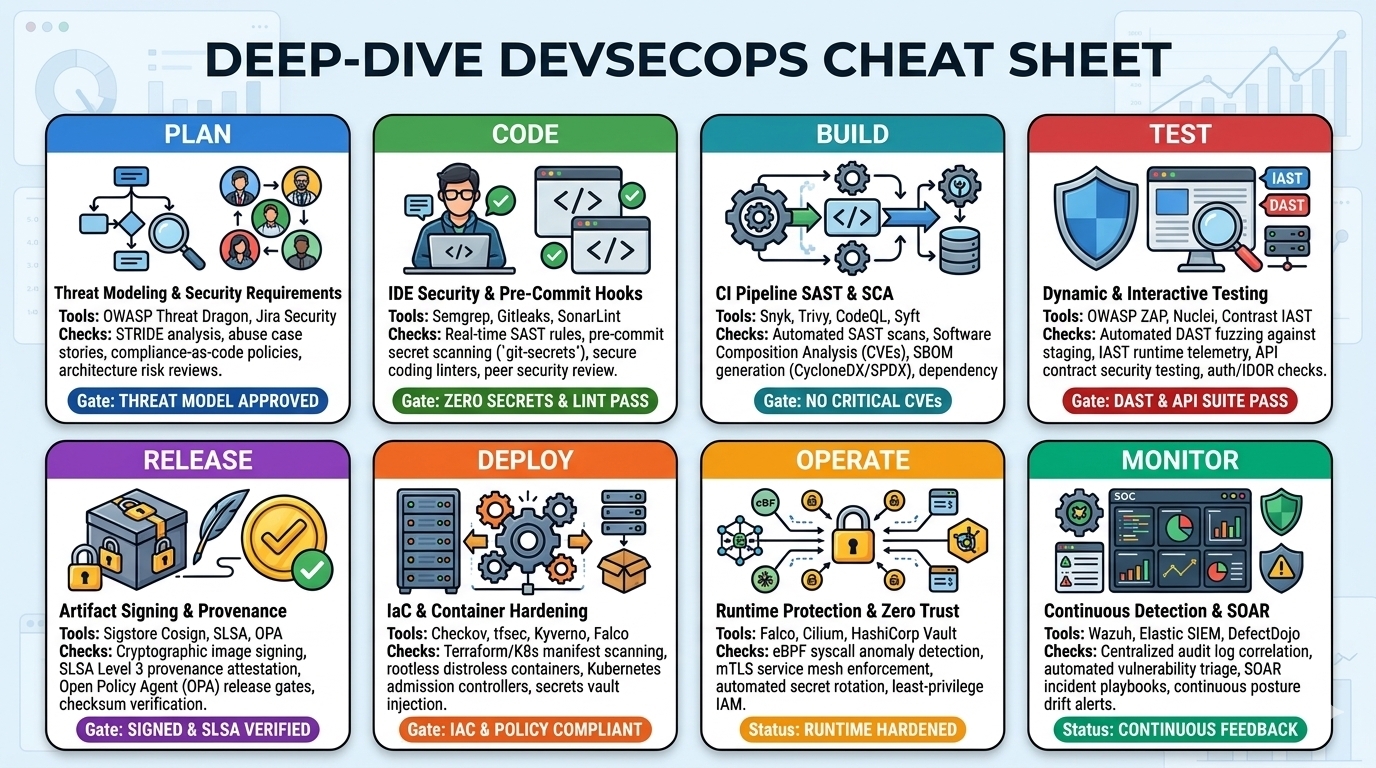 DEEP-DIVE DEVSECOPS CHEAT SHEET
PLAN
Threat Modeling & Security Requirements
Tools: OWASP Threat Dragon, Jira Security
Checks: STRIDE analysis, abuse case
stories, compliance-as-code policies,
architecture risk reviews.
Gate: THREAT MODEL APPROVED
CODE
</>
</>
</>
IDE Security & Pre-Commit Hooks
Tools: Semgrep, Gitleaks, SonarLint
Checks: Real-time SAST rules, pre-commit
secret scanning (`git-secrets`), secure
coding linters, peer security review.
Gate: ZERO SECRETS & LINT PASS
BUILD
</>
CI Pipeline SAST & SCA
Tools: Snyk, Trivy, CodeQL, Syft
Checks: Automated SAST scans, Software
Composition Analysis (CVEs), SBOM
generation (CycloneDX/SPDX), dependency
Gate: NO CRITICAL CVEs
TEST
IAST
DAST
Dynamic & Interactive Testing
Tools: OWASP ZAP, Nuclei, Contrast IAST
Checks: Automated DAST fuzzing against
staging, IAST runtime telemetry, API
contract security testing, auth/IDOR checks.
Gate: DAST & API SUITE PASS
RELEASE
Artifact Signing & Provenance
Tools: Sigstore Cosign, SLSA, OPA
Checks: Cryptographic image signing,
SLSA Level 3 provenance attestation,
Open Policy Agent (OPA) release gates,
checksum verification.
Gate: SIGNED & SLSA VERIFIED
DEPLOY
IaC & Container Hardening
Tools: Checkov, tfsec, Kyverno, Falco
Checks: Terraform/K8s manifest scanning,
rootless distroless containers, Kubernetes
admission controllers, secrets vault
injection.
Gate: IAC & POLICY COMPLIANT
OPERATE
cBF
Runtime Protection & Zero Trust
Tools: Falco, Cilium, HashiCorp Vault
Checks: eBPF syscall anomaly detection,
mTLS service mesh enforcement,
automated secret rotation, least-privilege
IAM.
Status: RUNTIME HARDENED
MONITOR
SOC
Continuous Detection & SOAR
Tools: Wazuh, Elastic SIEM, DefectDojo
Checks: Centralized audit log correlation,
automated vulnerability triage, SOAR
incident playbooks, continuous posture
drift alerts.
Status: CONTINUOUS FEEDBACK